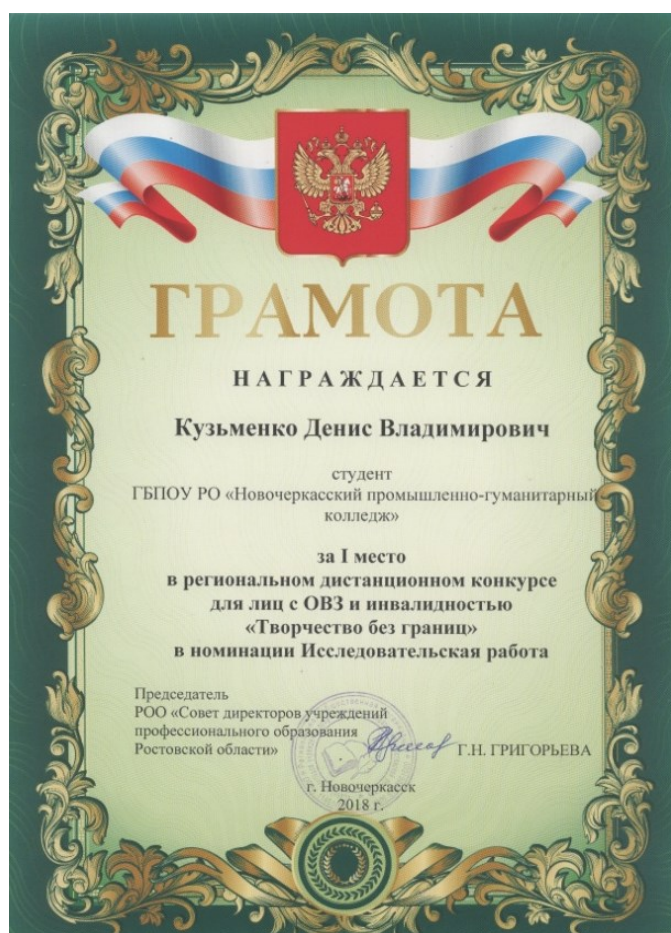 ГРАМОТА
НАГРАЖДАЕТСЯ
Кузьменко Денис Владимирович
студент
ГБПОУ РО «Новочеркасский промышленно-гуманитарный
колледж»
за I место
в региональном дистанционном конкурсе
для лиц с ОВЗ и инвалидностью
«Творчество без границ»
в номинации Исследовательская работа
Председатель
РОО «Совет директоров учреждений
профессионального образования
Ростовской области» Г.Н. ГРИГОРЬЕВА
г. Новочеркасск
2018 г.